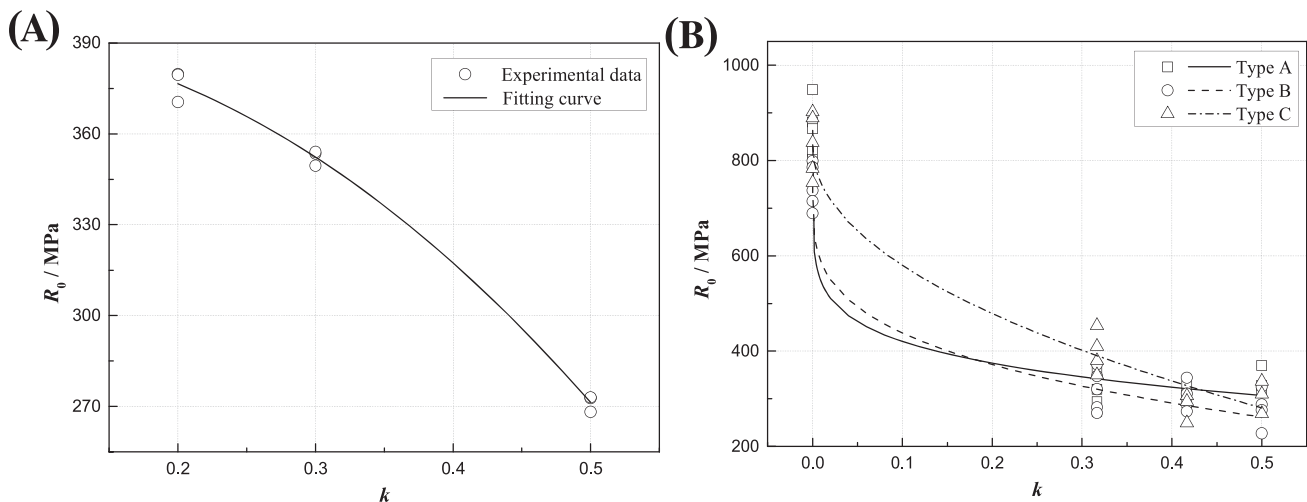 (A)
390
360
330
300
270
R0 / MPa
0.2 0.3 0.4 0.5
k
Experimental data
Fitting curve
(B)
1000
800
600
400
200
R0 / MPa
0.0 0.1 0.2 0.3 0.4 0.5
k
Type A
Type B
Type C